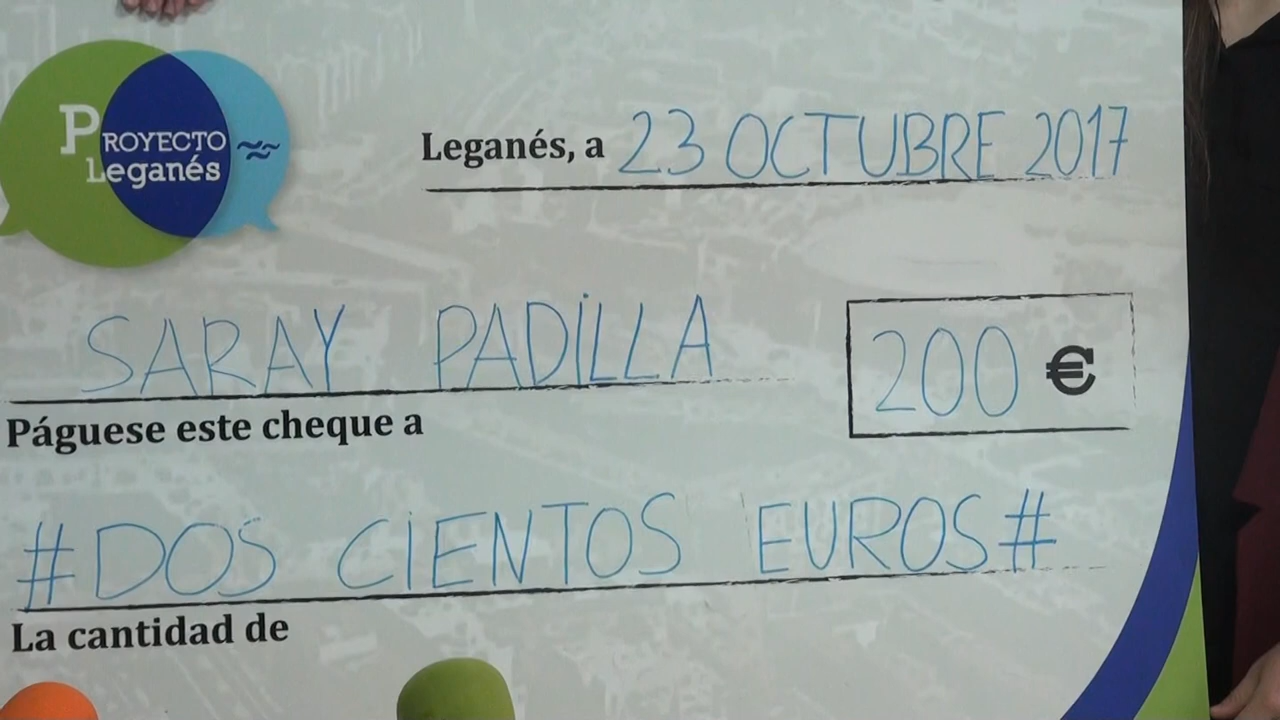 PROYECTO
Leganés
Leganés, a 23 OCTUBRE 2017
SARAY PADILLA
200 €
Páguese este cheque a
#DOS CIENTOS EUROS#
La cantidad de